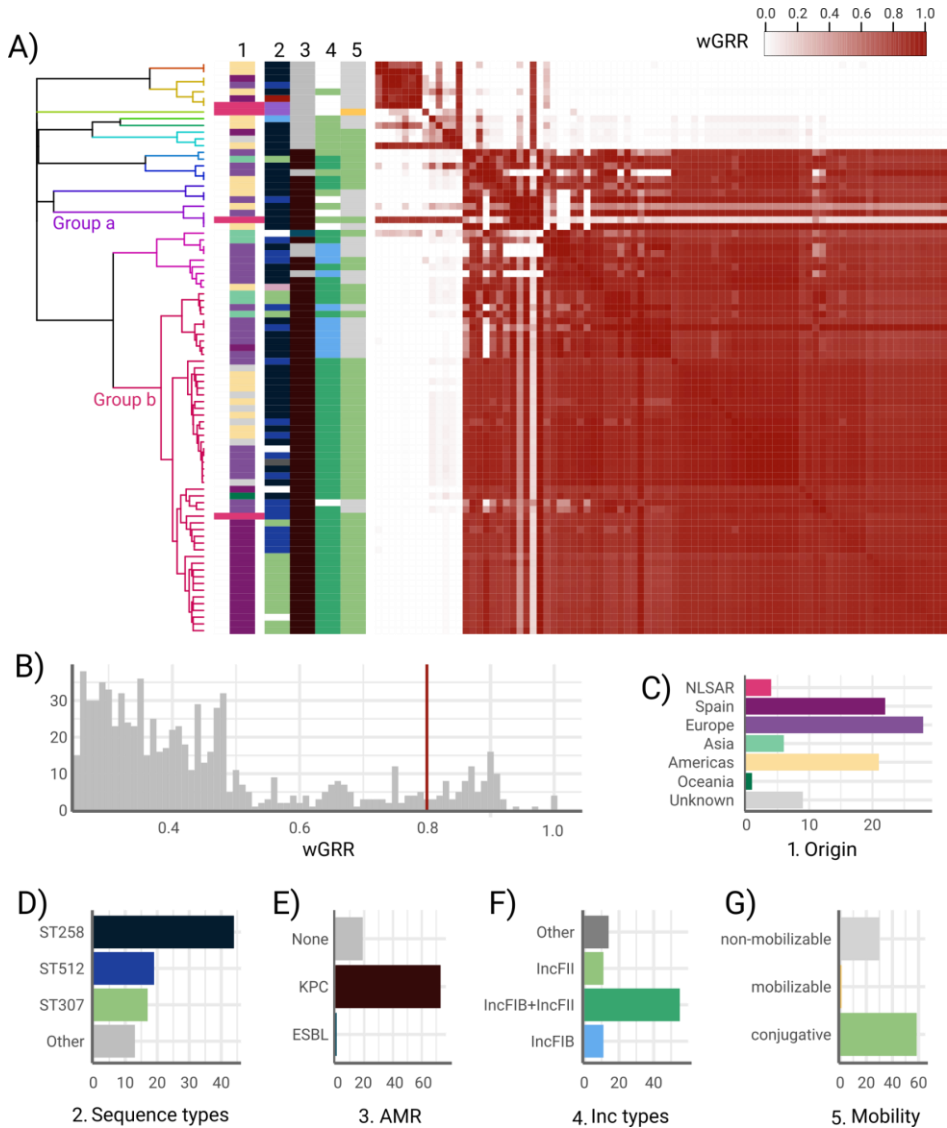 A)
1 2 3 4 5
wGRR
0.0 0.2 0.4 0.6 0.8 1.0
Group a
Group b
B)
30
20
10
0
0.4 0.6 0.8 1.0
wGRR
C)
NLSAR
Spain
Europe
Asia
Americas
Oceania
Unknown
0 10 20
1. Origin
D)
ST258
ST512
ST307
Other
0 10 20 30 40
2. Sequence types
E)
None
KPC
ESBL
0 20 40 60
3. AMR
F)
Other
IncFII
IncFIB+IncFII
IncFIB
0 20 40
4. Inc types
G)
non-mobilizable
mobilizable
conjugative
0 20 40 60
5. Mobility